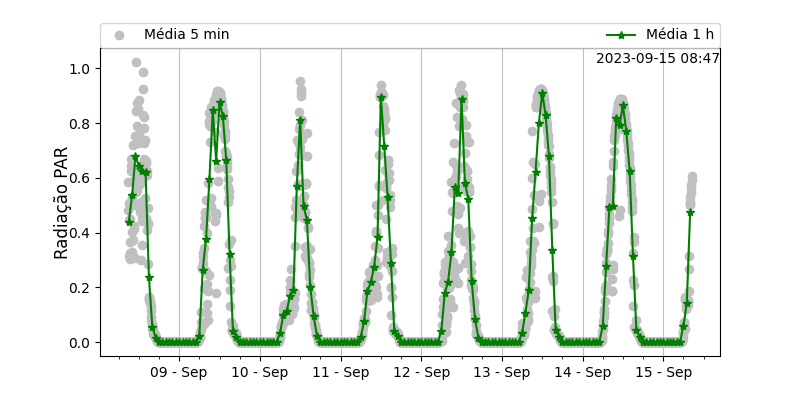 Média 5 min
Média 1 h
2023-09-15 08:47
Radiação PAR
1.0
0.8
0.6
0.4
0.2
0.0
09 - Sep
10 - Sep
11 - Sep
12 - Sep
13 - Sep
14 - Sep
15 - Sep